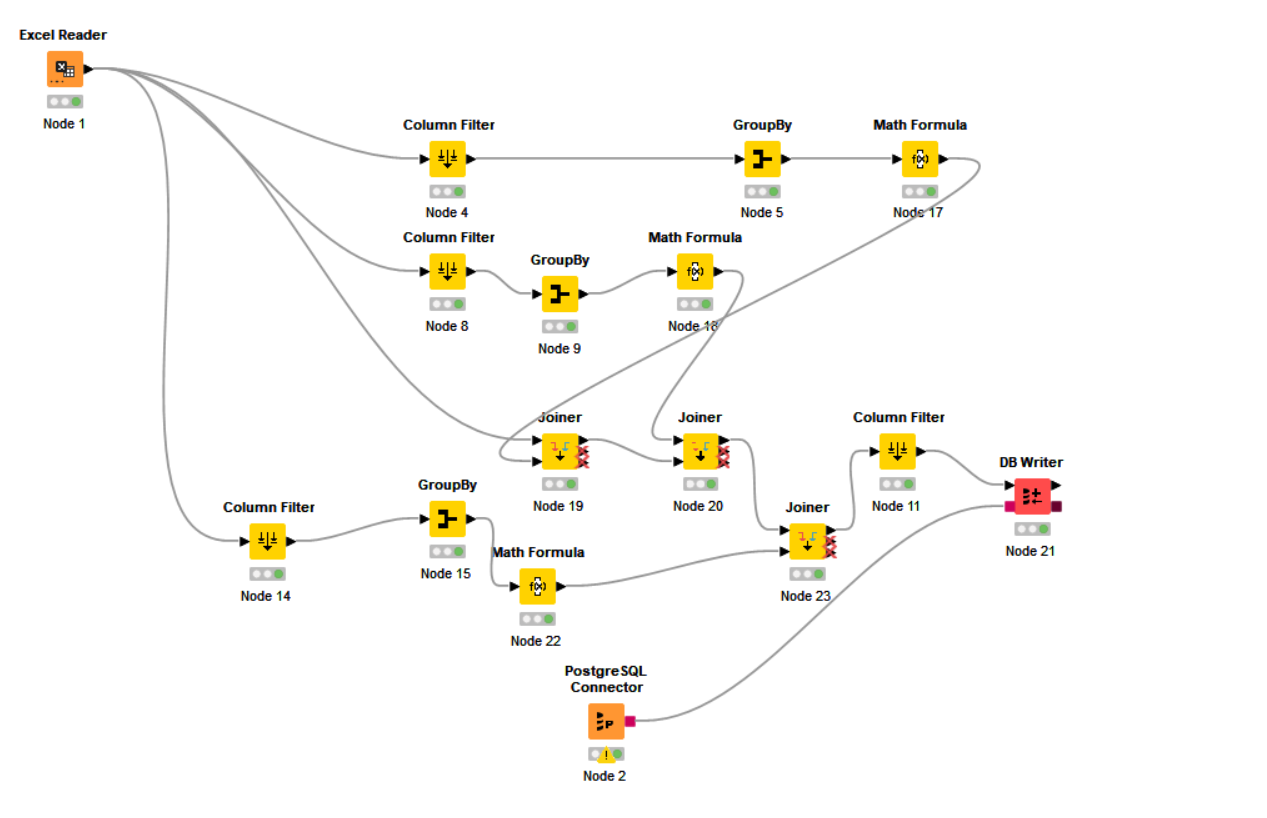 Excel Reader
Node 1
Column Filter
GroupBy
Math Formula
Node 4
Node 5
Node 17
Column Filter
GroupBy
Math Formula
Node 8
Node 9
Node 18
Joiner
Joiner
Column Filter
DB Writer
Node 19
Node 20
Node 11
Node 21
Column Filter
GroupBy
Math Formula
Joiner
Node 14
Node 15
Node 22
Node 23
PostgreSQL
Connector
Node 2